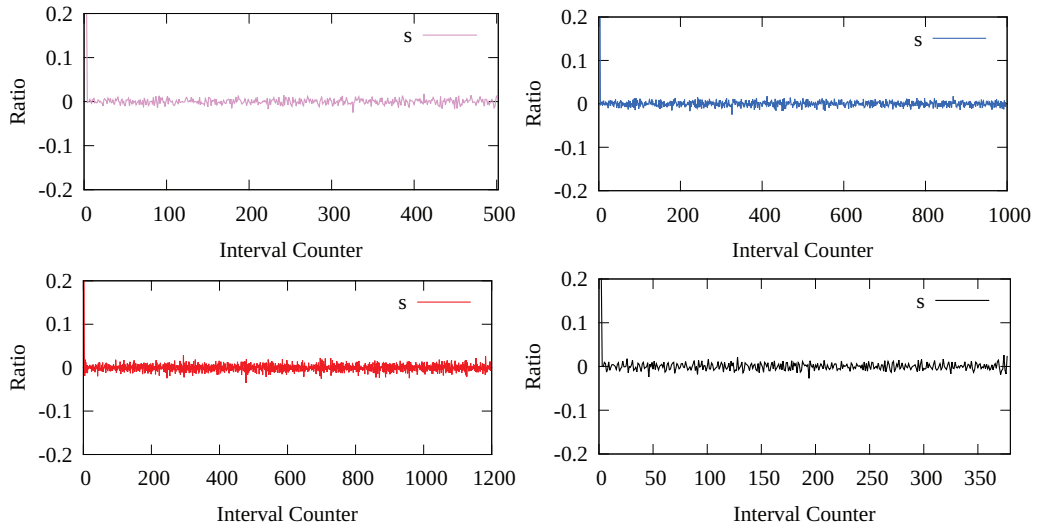 0.2
s
0.1
0
-0.1
-0.2
Ratio
0 100 200 300 400 500
Interval Counter
0.2
s
0.1
0
-0.1
-0.2
Ratio
0 200 400 600 800 1000
Interval Counter
0.2
s
0.1
0
-0.1
-0.2
Ratio
0 200 400 600 800 1000 1200
Interval Counter
0.2
s
0.1
0
-0.1
-0.2
Ratio
0 50 100 150 200 250 300 350
Interval Counter